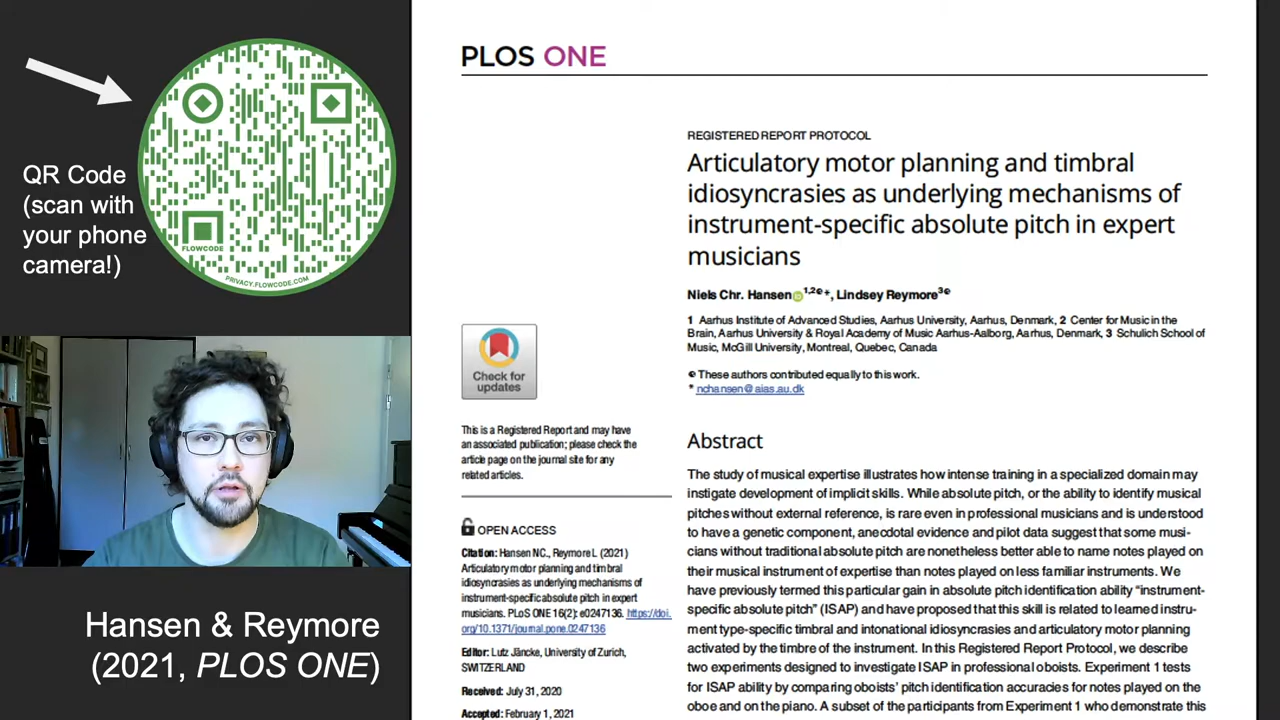 QR Code
(scan with
your phone
camera!)
FLOWCODE
PRIVACY.FLOWCODE.COM
Hansen & Reymore
(2021, PLOS ONE)
PLOS ONE
REGISTERED REPORT PROTOCOL
Articulatory motor planning and timbral
idiosyncrasies as underlying mechanisms of
instrument-specific absolute pitch in expert
musicians
Niels Chr. Hansen 1,2☯*, Lindsey Reymore3☯
1 Aarhus Institute of Advanced Studies, Aarhus University, Aarhus, Denmark, 2 Center for Music in the
Brain, Aarhus University & Royal Academy of Music Aarhus-Aalborg, Aarhus, Denmark, 3 Schulich School of
Music, McGill University, Montreal, Quebec, Canada
☯ These authors contributed equally to this work.
* nchansen@aias.au.dk
Check for
updates
This is a Registered Report and may have
an associated publication; please check the
article page on the journal site for any
related articles.
OPEN ACCESS
Citation: Hansen NC., Reymore L (2021)
Articulatory motor planning and timbral
idiosyncrasies as underlying mechanisms of
instrument-specific absolute pitch in expert
musicians. PLoS ONE 16(2): e0247136. https://doi.
org/10.1371/journal.pone.0247136
Editor: Lutz Jäncke, University of Zurich,
SWITZERLAND
Received: July 31, 2020
Accepted: February 1, 2021
Abstract
The study of musical expertise illustrates how intense training in a specialized domain may
instigate development of implicit skills. While absolute pitch, or the ability to identify musical
pitches without external reference, is rare even in professional musicians and is understood
to have a genetic component, anecdotal evidence and pilot data suggest that some musi-
cians without traditional absolute pitch are nonetheless better able to name notes played on
their musical instrument of expertise than notes played on less familiar instruments. We
have previously termed this particular gain in absolute pitch identification ability “instrument-
specific absolute pitch” (ISAP) and have proposed that this skill is related to learned instru-
ment type-specific timbral and intonational idiosyncrasies and articulatory motor planning
activated by the timbre of the instrument. In this Registered Report Protocol, we describe
two experiments designed to investigate ISAP in professional oboists. Experiment 1 tests
for ISAP ability by comparing oboists’ pitch identification accuracies for notes played on the
oboe and on the piano. A subset of the participants from Experiment 1 who demonstrate this